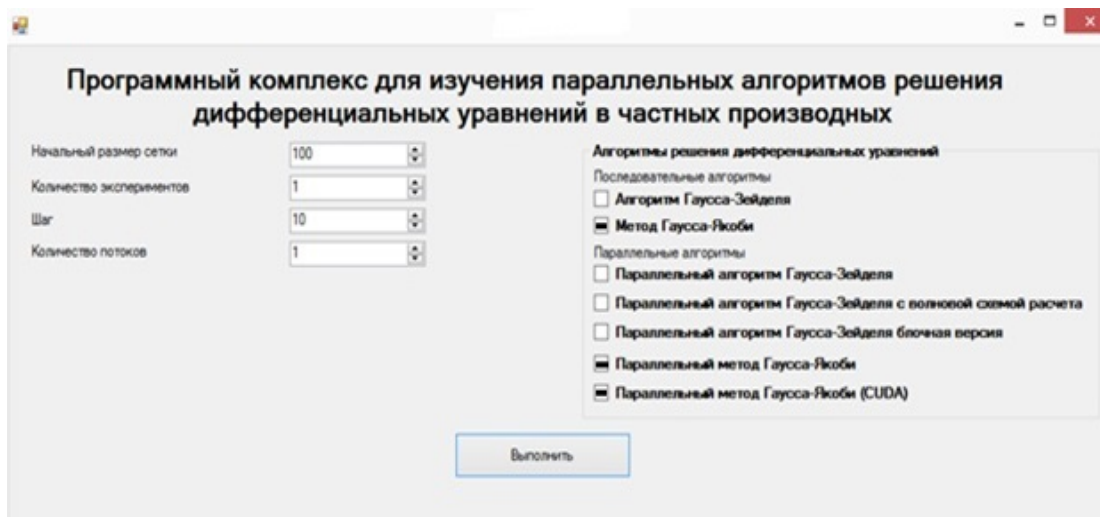 Программный комплекс для изучения параллельных алгоритмов решения
дифференциальных уравнений в частных производных
Начальный размер сетки
100
Количество экспериментов
1
Шаг
10
Количество потоков
1
Алгоритмы решения дифференциальных уравнений
Последовательные алгоритмы
Алгоритм Гаусса-Зейделя
Метод Гаусса-Якоби
Параллельные алгоритмы
Параллельный алгоритм Гаусса-Зейделя
Параллельный алгоритм Гаусса-Зейделя с волновой схемой расчета
Параллельный алгоритм Гаусса-Зейделя блочная версия
Параллельный метод Гаусса-Якоби
Параллельный метод Гаусса-Якоби (CUDA)
Выполнить